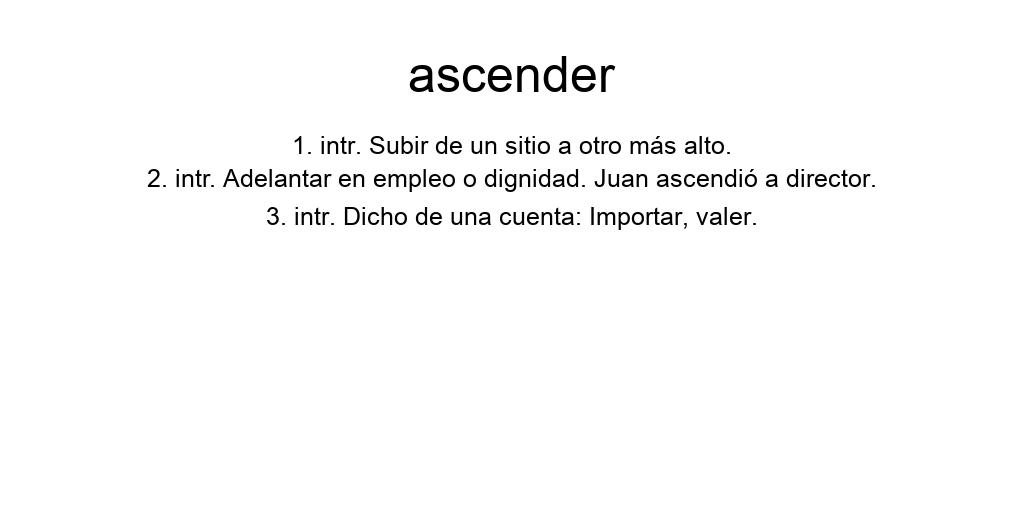 ascender
1. intr. Subir de un sitio a otro más alto.
2. intr. Adelantar en empleo o dignidad. Juan ascendió a director.
3. intr. Dicho de una cuenta: Importar, valer.